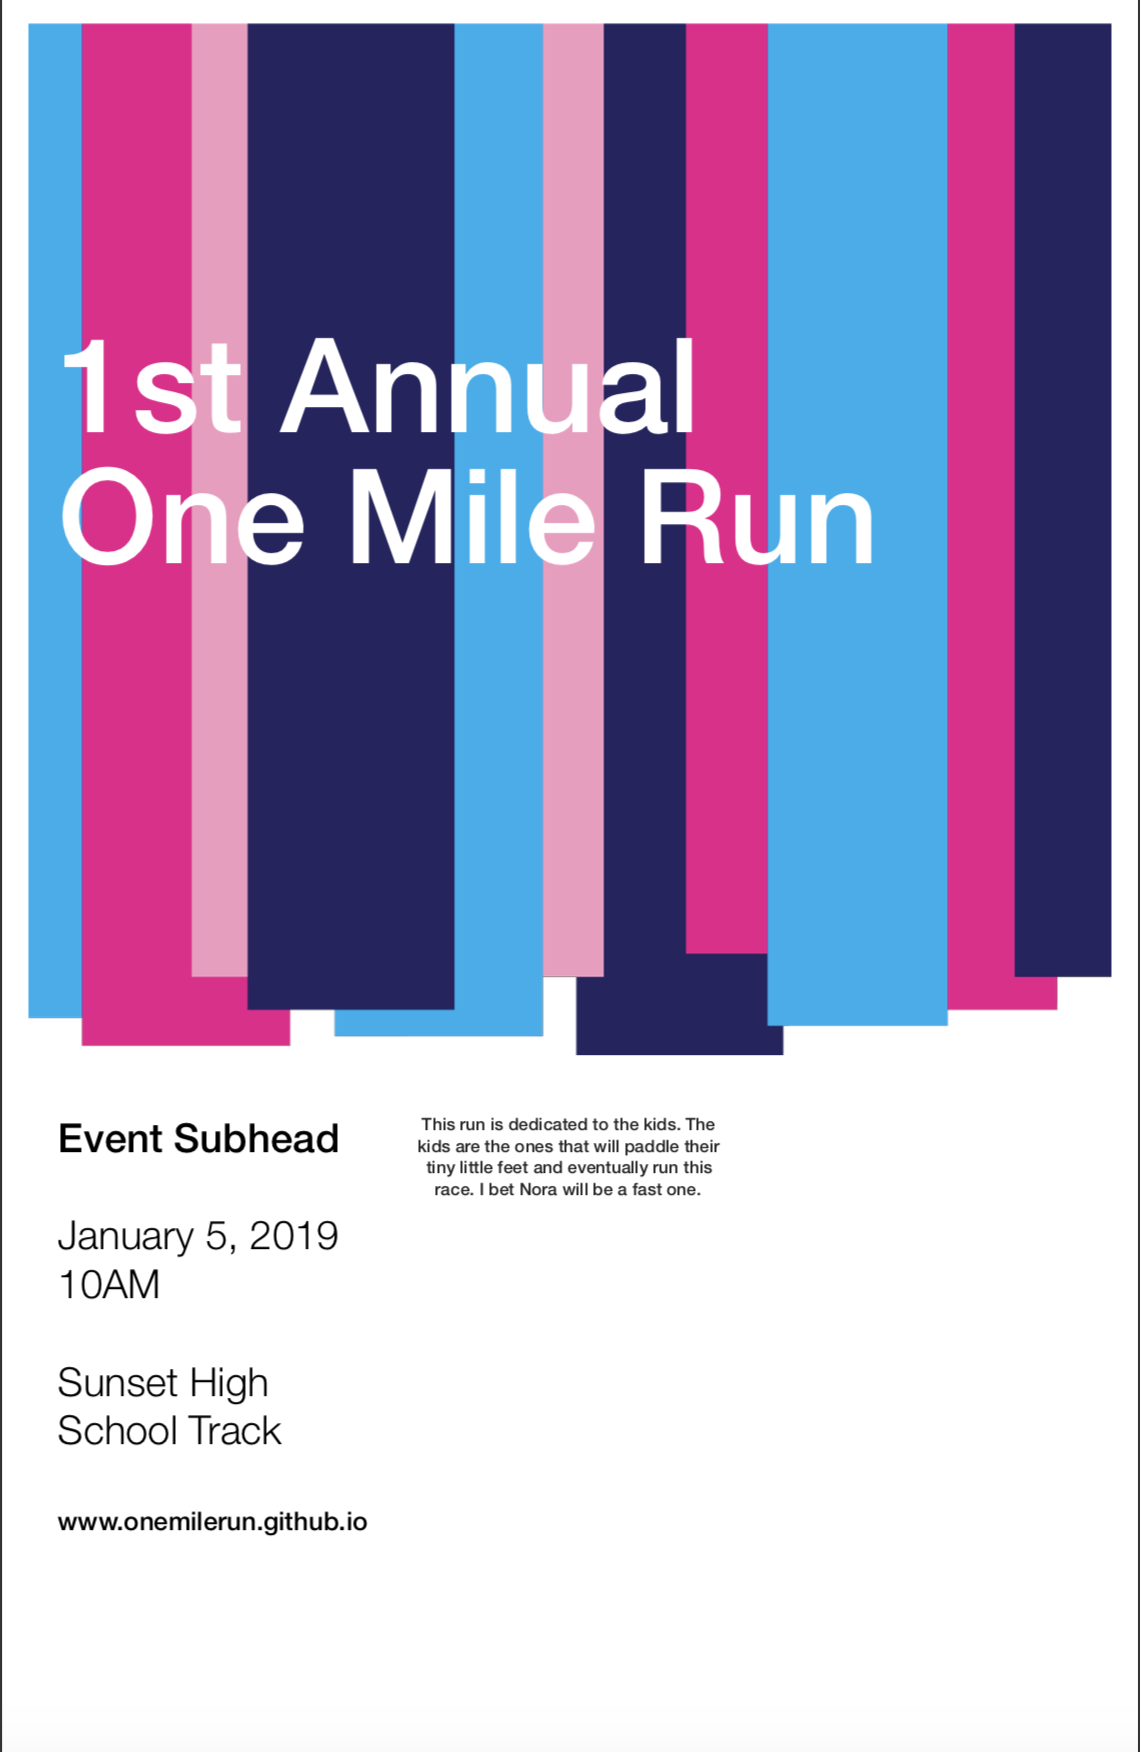 1st Annual
One Mile Run
Event Subhead
January 5, 2019
10AM
Sunset High
School Track
www.onemilerun.github.io
This run is dedicated to the kids. The
kids are the ones that will paddle their
tiny little feet and eventually run this
race. I bet Nora will be a fast one.